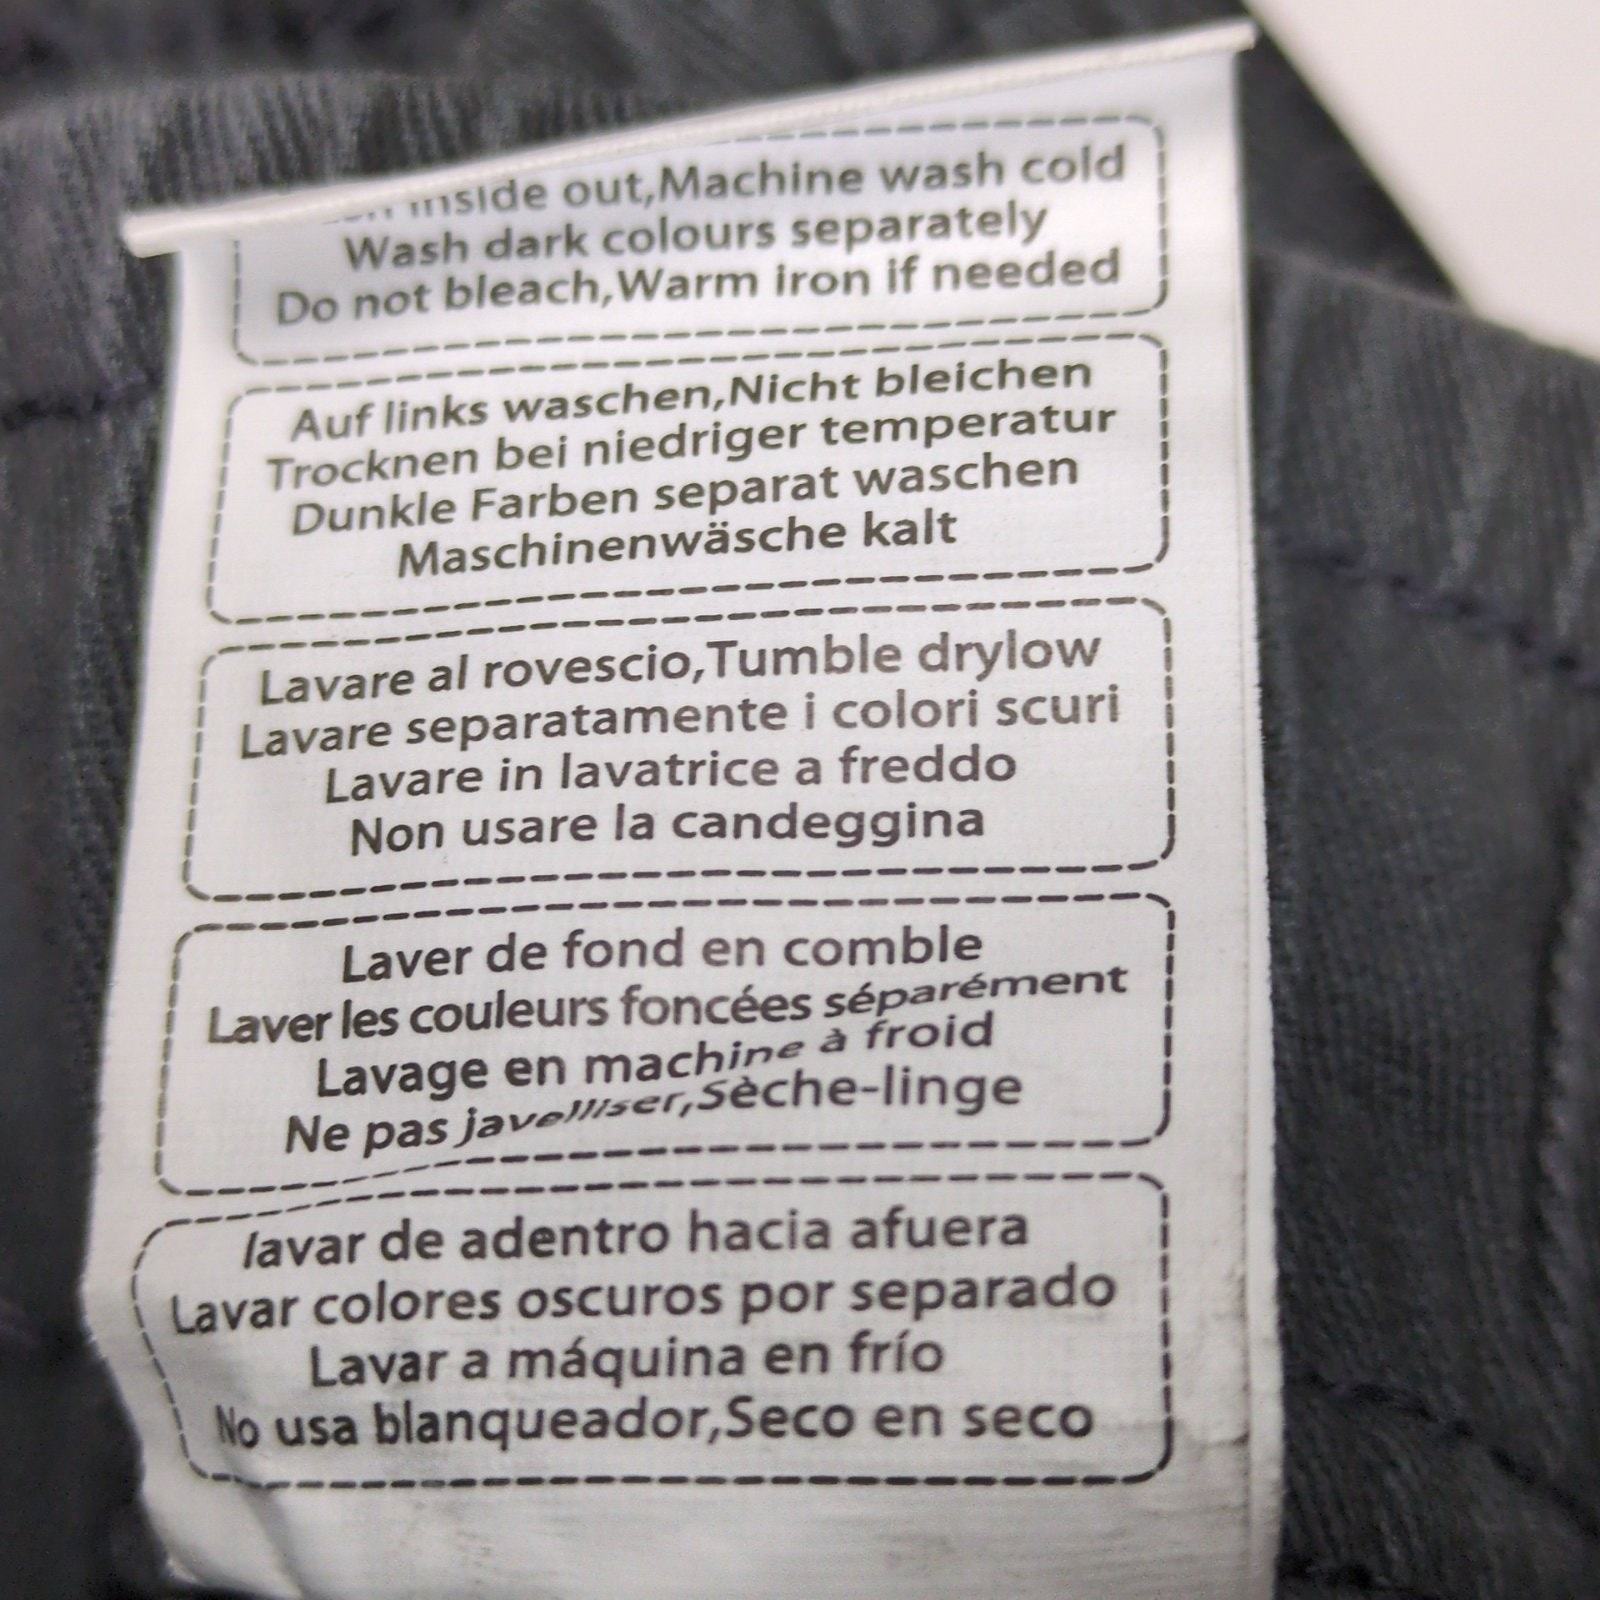 inside out,Machine wash cold
Wash dark colours separately
Do not bleach,Warm iron if needed
Auf links waschen,Nicht bleichen
Trocknen bei niedriger temperatur
Dunkle Farben separat waschen
Maschinenwäsche kalt
Lavare al rovescio,Tumble drylow
Lavare separatamente i colori scuri
Lavare in lavatrice a freddo
Non usare la candeggina
Laver de fond en comble
Laver les couleurs foncées séparément
Lavage en machine à froid
Ne pas javelliser,Sèche-linge
lavar de adentro hacia afuera
Lavar colores oscuros por separado
Lavar a máquina en frío
No usa blanqueador,Seco en seco